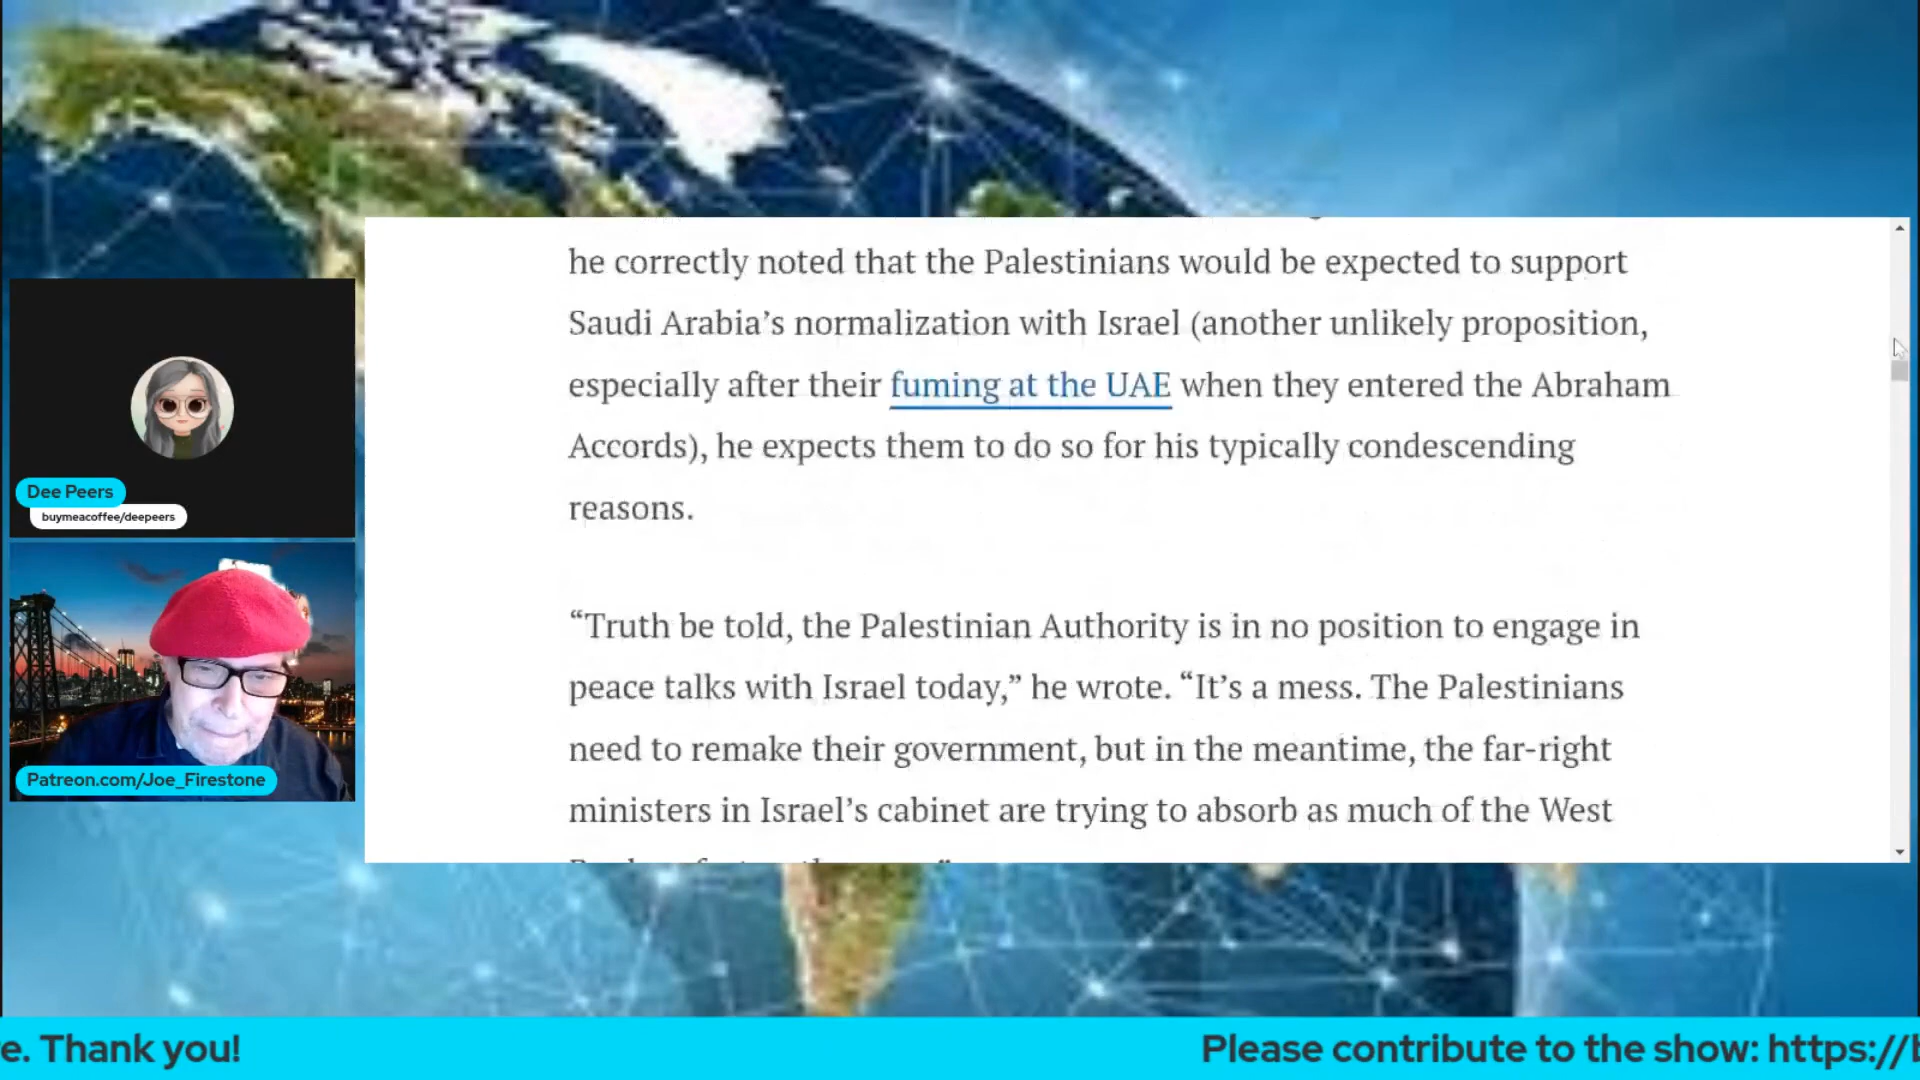 he correctly noted that the Palestinians would be expected to support
Saudi Arabia’s normalization with Israel (another unlikely proposition,
especially after their fuming at the UAE when they entered the Abraham
Accords), he expects them to do so for his typically condescending
reasons.
“Truth be told, the Palestinian Authority is in no position to engage in
peace talks with Israel today,” he wrote. “It’s a mess. The Palestinians
need to remake their government, but in the meantime, the far-right
ministers in Israel’s cabinet are trying to absorb as much of the West
Dee Peers
buymeacoffee/deepeers
Patreon.com/Joe_Firestone
e. Thank you!
Please contribute to the show: https://b